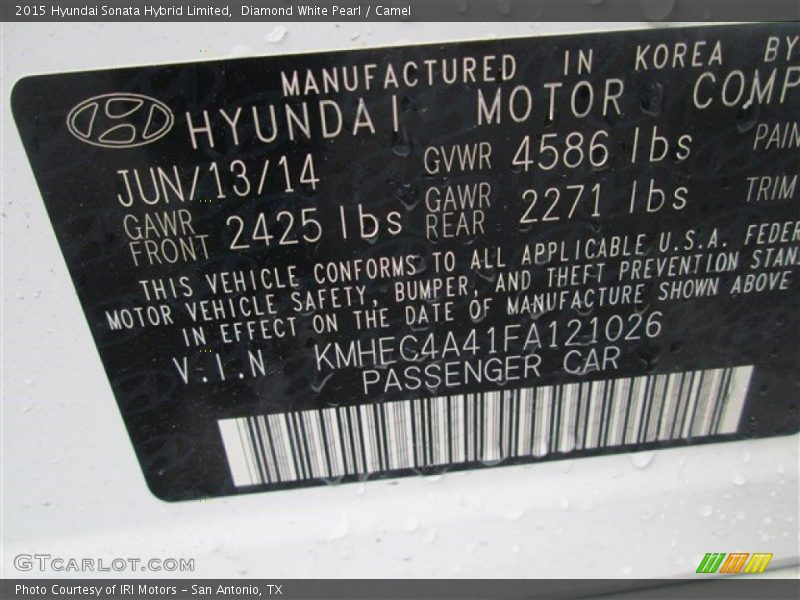 2015 Hyundai Sonata Hybrid Limited, Diamond White Pearl / Camel
MANUFACTURED IN KOREA BY
HYUNDAI MOTOR COMP
JUN/13/14 GVWR 4586 lbs PAIN
GAWR FRONT 2425 lbs GAWR REAR 2271 lbs TRIM
THIS VEHICLE CONFORMS TO ALL APPLICABLE U.S.A. FEDER
MOTOR VEHICLE SAFETY, BUMPER, AND THEFT PREVENTION STAN
IN EFFECT ON THE DATE OF MANUFACTURE SHOWN ABOVE
V.I.N KMHEC4A41FA121026
PASSENGER CAR
GTCARLOT.COM
Photo Courtesy of IRI Motors - San Antonio, TX